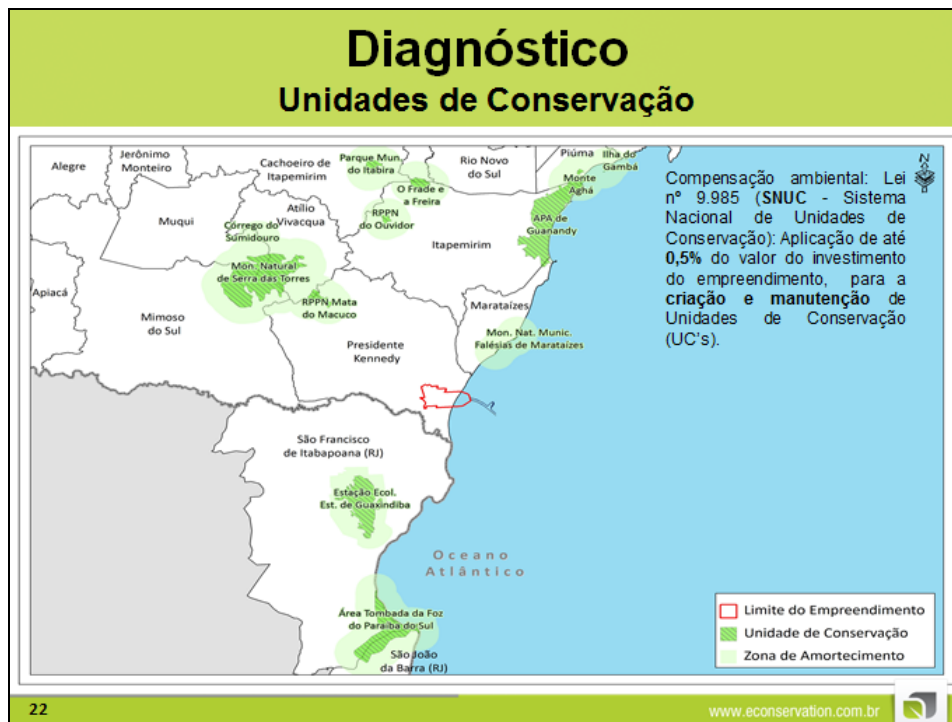 Diagnóstico
Unidades de Conservação
Alegre
Jerônimo
Monteiro
Cachoeiro de
Itapemirim
Parque Mun.
do Itabira
Rio Novo
do Sul
Piúma
Ilha do
Gambá
Monte
Aghá
O Frade e
a Freira
Muqui
Atílio
Vivacqua
RPPN
do Ouvidor
APA de
Guanandy
Córrego do
Sumidouro
Itapemirim
Mon. Natural
de Serra das Torres
Apiacá
RPPN Mata
do Macuco
Marataízes
Mimoso
do Sul
Mon. Nat. Munic.
Falésias de Marataízes
Presidente
Kennedy
São Francisco
de Itabapoana (RJ)
Estação Ecol.
Est. de Guaxindiba
Oceano
Atlântico
Área Tombada da Foz
do Paraíba do Sul
São João
da Barra (RJ)
N
Compensação ambiental: Lei
nº 9.985 (SNUC - Sistema
Nacional de Unidades de
Conservação): Aplicação de até
0,5% do valor do investimento
do empreendimento, para a
criação e manutenção de
Unidades de Conservação
(UC's).
Limite do Empreendimento
Unidade de Conservação
Zona de Amortecimento
22
www.econservation.com.br